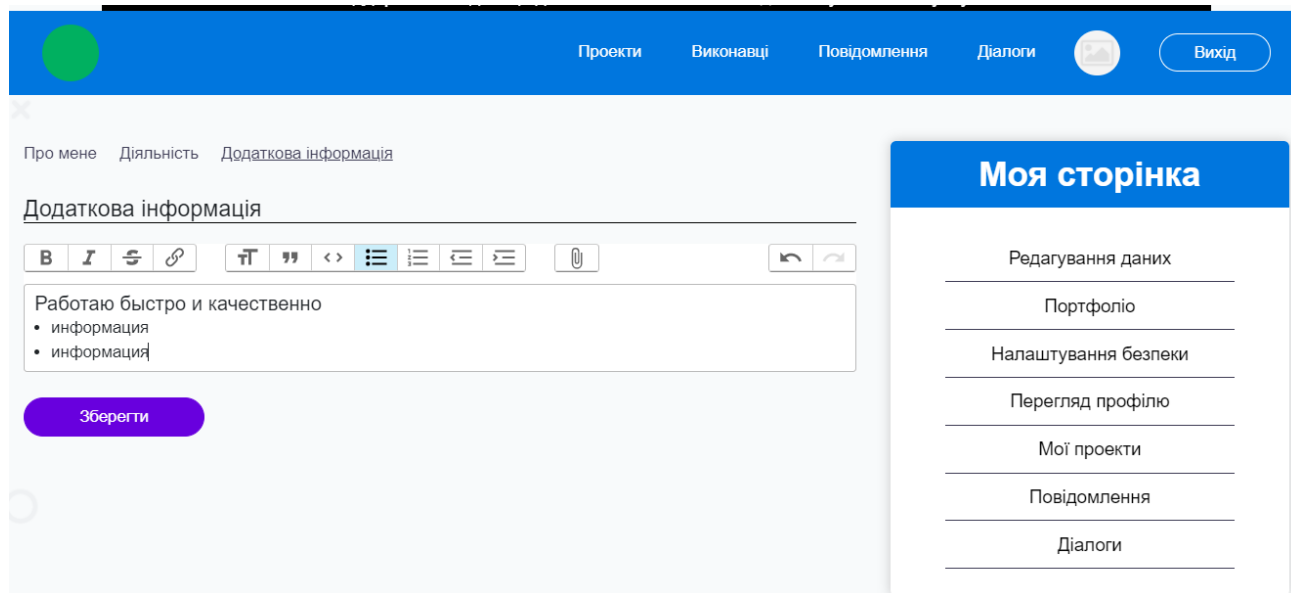 Проекти Виконавці Повідомлення Діалоги Вихід
Про мене Діяльність Додаткова інформація
Додаткова інформація
Работаю быстро и качественно
• информация
• информация
Зберегти
Моя сторінка
Редагування даних
Портфоліо
Налаштування безпеки
Перегляд профілю
Мої проекти
Повідомлення
Діалоги